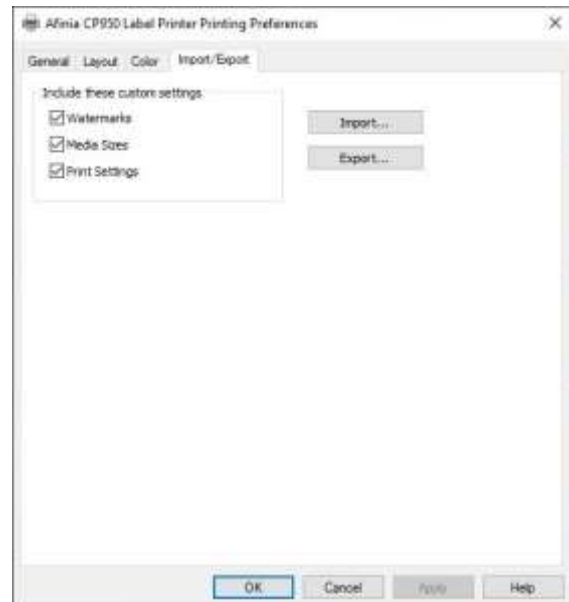 Afinia CP950 Label Printer Printing Preferences
General Layout Color Import/Export
Include these custom settings
Watermarks
Import...
Media Sizes
Export...
Print Settings
OK Cancel Apply Help